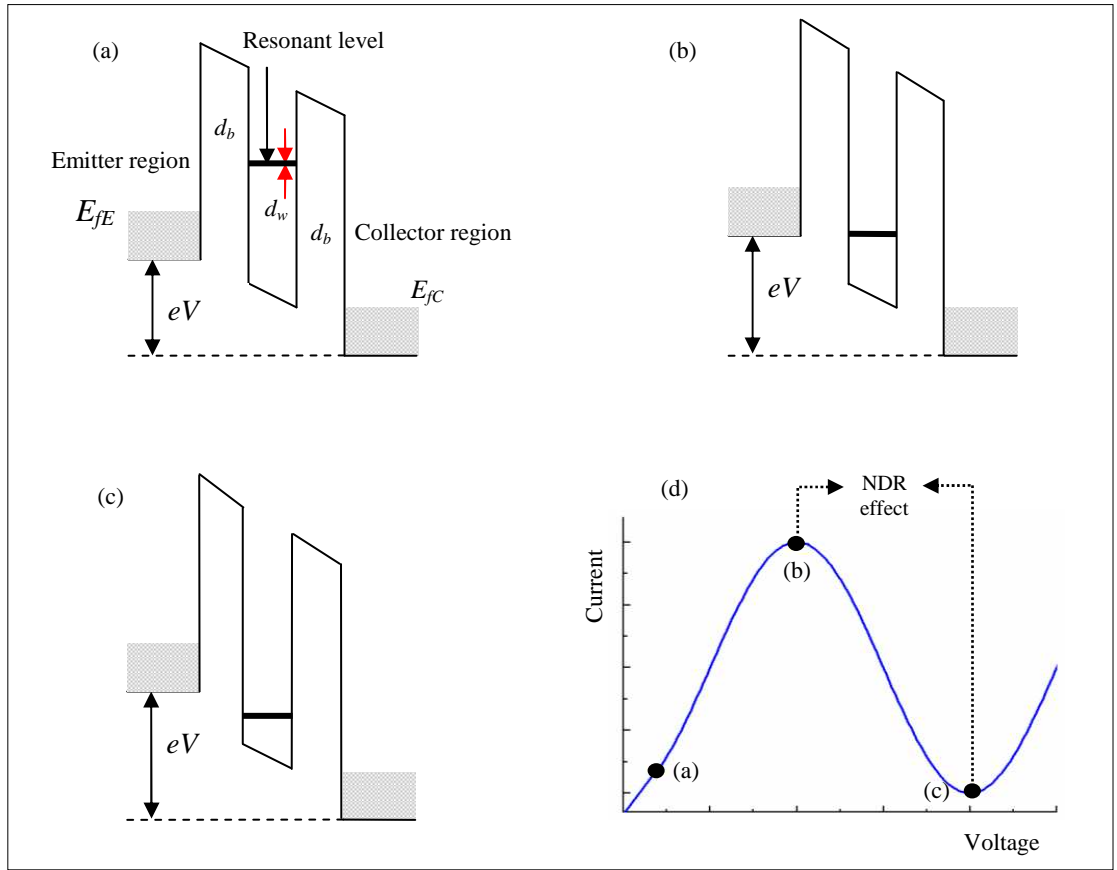 (a)
Resonant level
d_b
Emitter region
E_fE
d_w
d_b
Collector region
eV
E_fC
(b)
eV
(c)
eV
(d)
NDR
effect
Current
(b)
(a)
(c)
Voltage